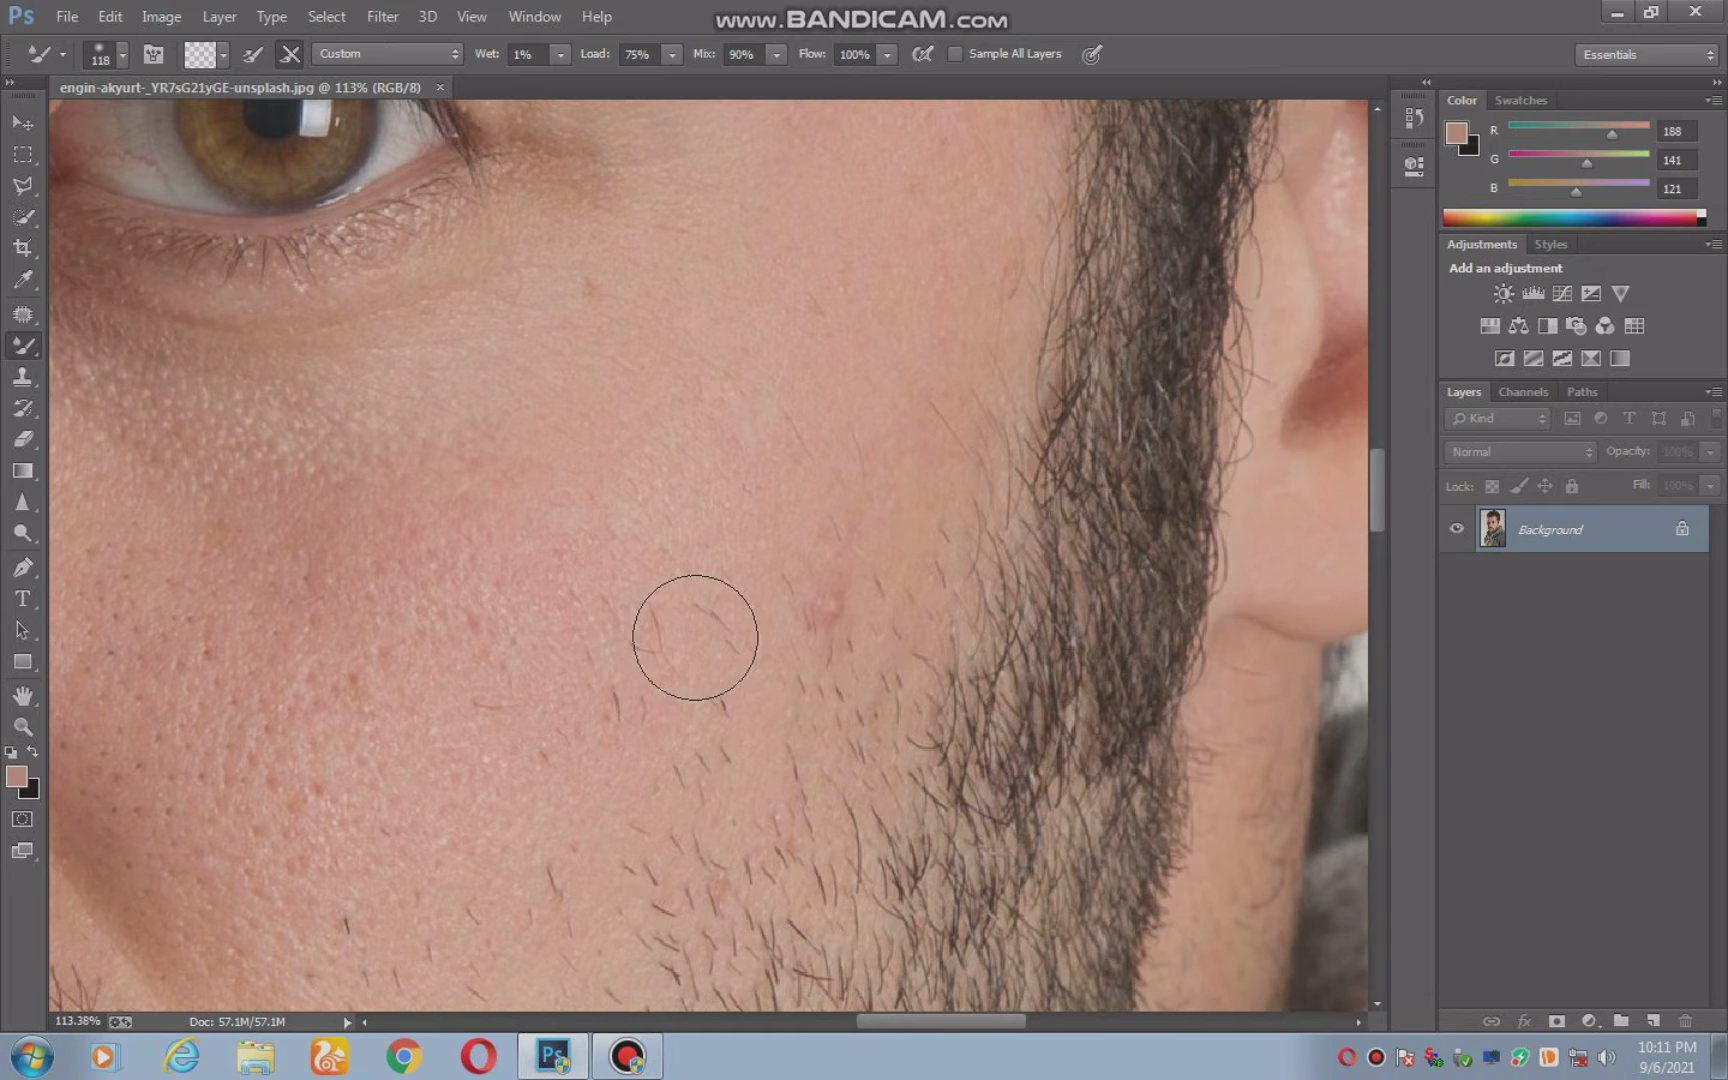 Ps File Edit Image Layer Type Select Filter 3D View Window Help
www.BANDICAM.com
118 Custom Wet: 1% Load: 75% Mix: 90% Flow: 100% Sample All Layers Essentials
engin-akyurt-_YR7sG21yGE-unsplash.jpg @ 113% (RGB/8)
Color Swatches
R 188
G 141
B 121
Adjustments Styles
Add an adjustment
Layers Channels Paths
Kind
Normal Opacity: 100%
Lock: Fill: 100%
Background
T
113.38% Doc: 57.1M/57.1M
Ps
10:11 PM
9/6/2021